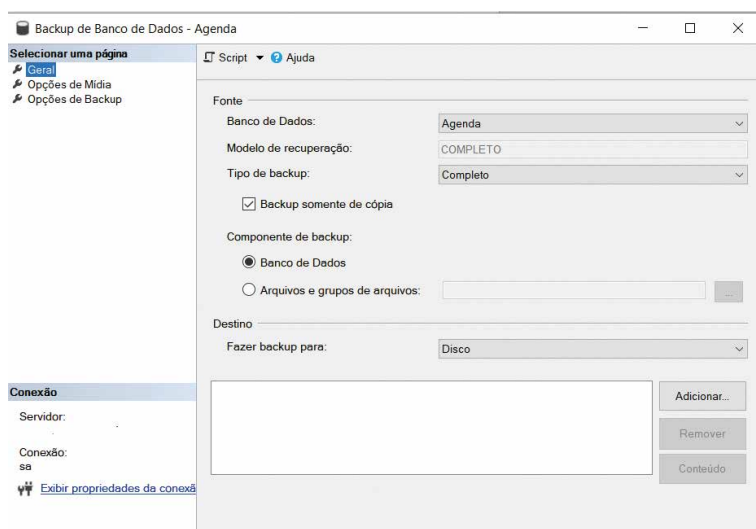 Backup de Banco de Dados - Agenda
Selecionar uma página
Geral
Opções de Mídia
Opções de Backup
Script Ajuda
Fonte
Banco de Dados: Agenda
Modelo de recuperação: COMPLETO
Tipo de backup: Completo
Backup somente de cópia
Componente de backup:
Banco de Dados
Arquivos e grupos de arquivos: ...
Destino
Fazer backup para: Disco
Adicionar...
Remover
Conteúdo
Conexão
Servidor:
Conexão:
sa
Exibir propriedades da conexã